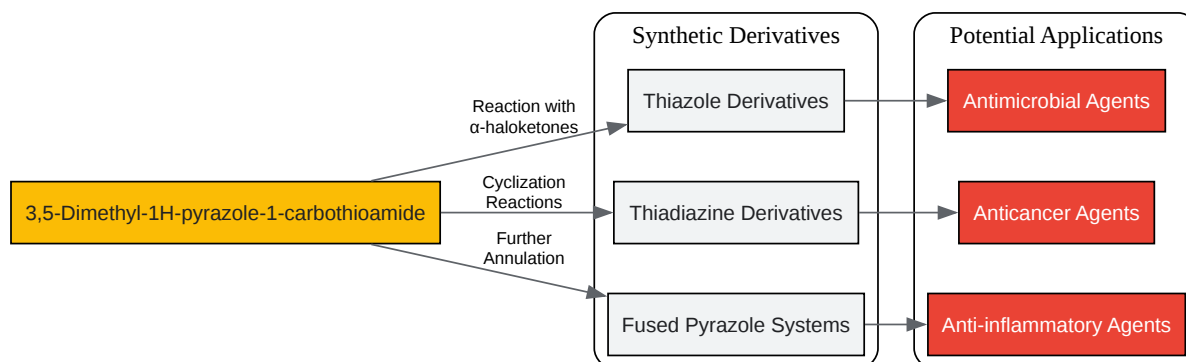 Synthetic Derivatives
Potential Applications
Reaction with
α-haloketones
Thiazole Derivatives
Antimicrobial Agents
3,5-Dimethyl-1H-pyrazole-1-carbothioamide
Cyclization
Reactions
Thiadiazine Derivatives
Anticancer Agents
Further
Annulation
Fused Pyrazole Systems
Anti-inflammatory Agents